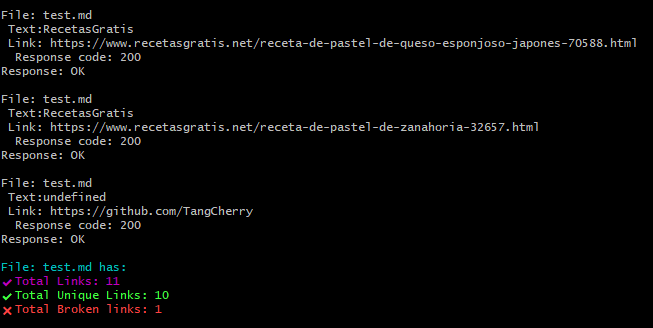 File: test.md
Text:RecetasGratis
Link: https://www.recetasgratis.net/receta-de-pastel-de-queso-esponjoso-japones-70588.html
Response code: 200
Response: OK
File: test.md
Text:RecetasGratis
Link: https://www.recetasgratis.net/receta-de-pastel-de-zanahoria-32657.html
Response code: 200
Response: OK
File: test.md
Text:undefined
Link: https://github.com/TangCherry
Response code: 200
Response: OK
File: test.md has:
✔Total Links: 11
✔Total Unique Links: 10
✖Total Broken links: 1